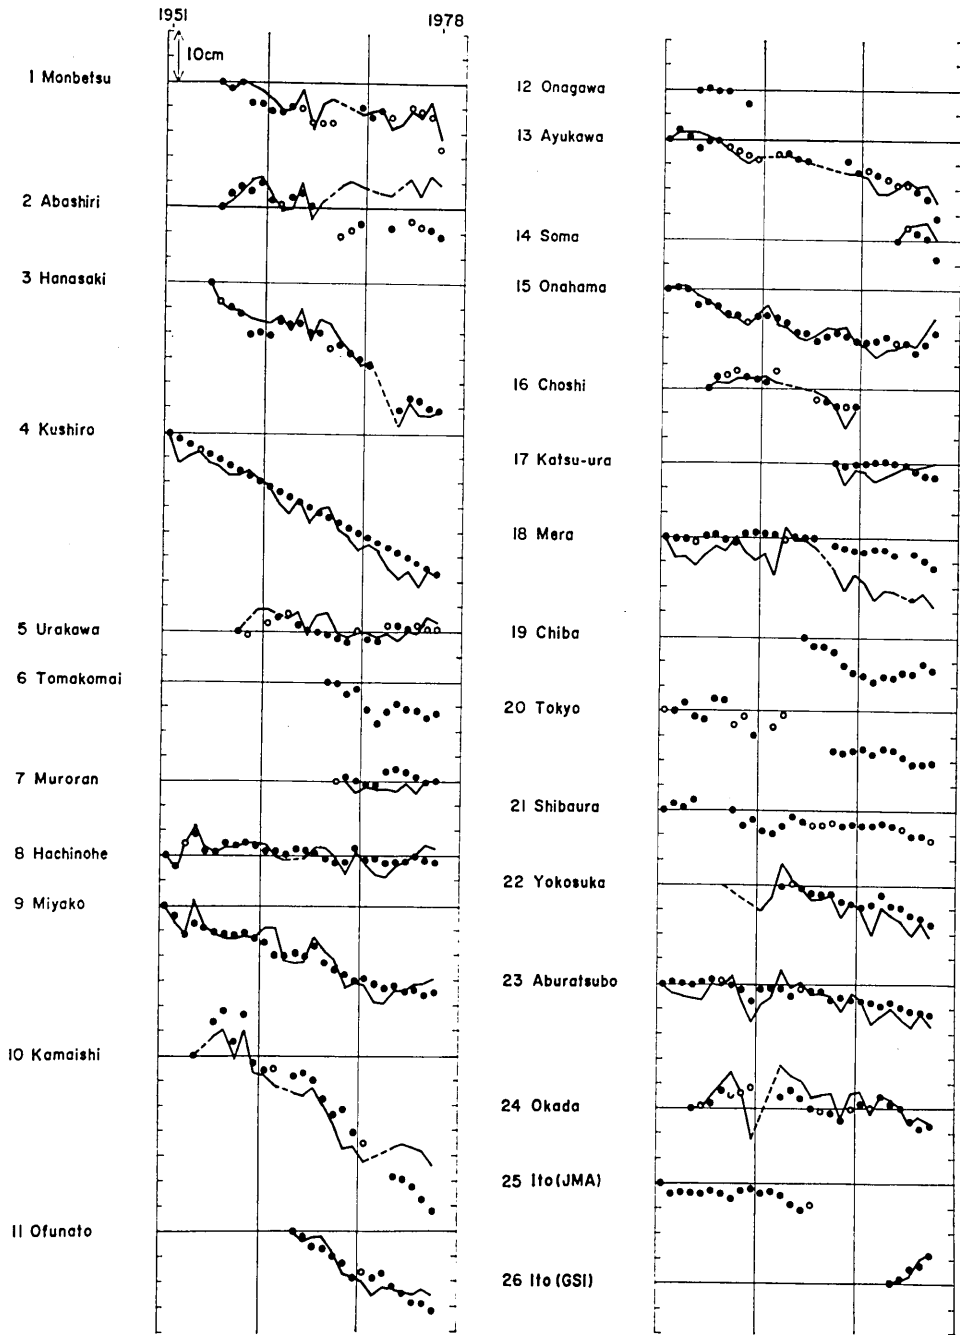 1951
1978
10cm
1 Monbetsu
2 Abashiri
3 Hanasaki
4 Kushiro
5 Urakawa
6 Tomakomai
7 Muroran
8 Hachinohe
9 Miyako
10 Kamaishi
11 Ofunato
12 Onagawa
13 Ayukawa
14 Soma
15 Onahama
16 Choshi
17 Katsu-ura
18 Mera
19 Chiba
20 Tokyo
21 Shibaura
22 Yokosuka
23 Aburatsubo
24 Okada
25 Ito (JMA)
26 Ito (GSI)